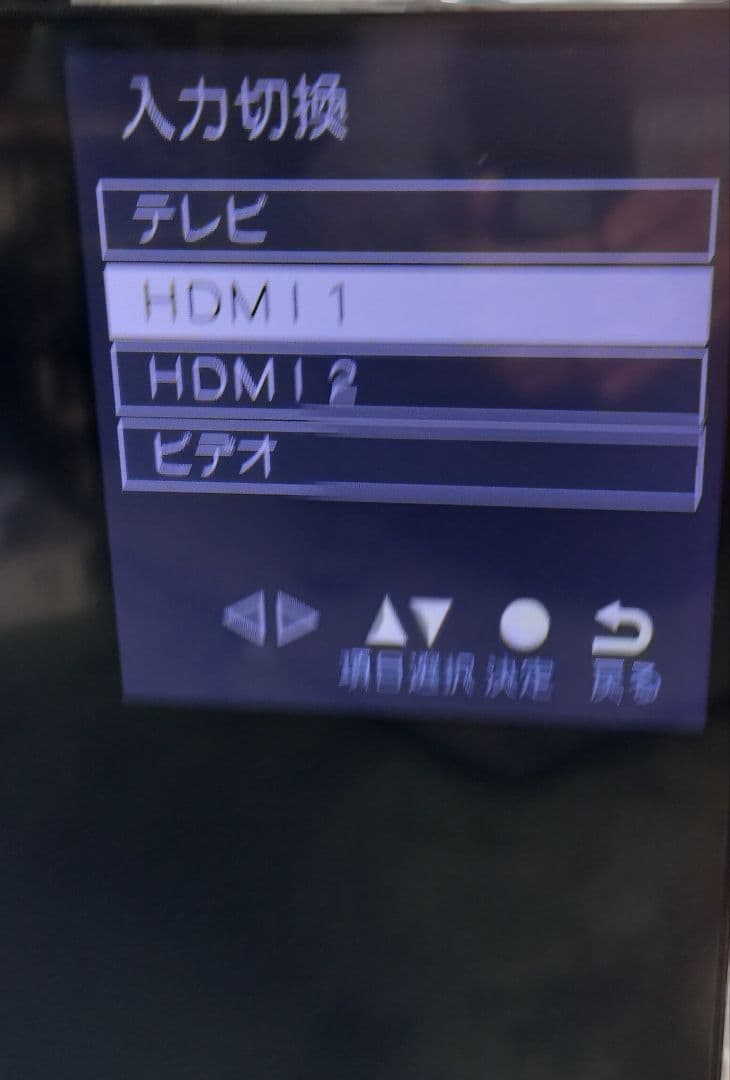 入力切換
テレビ
HDMI 1
HDMI 2
ビデオ
項目選択 決定 戻る